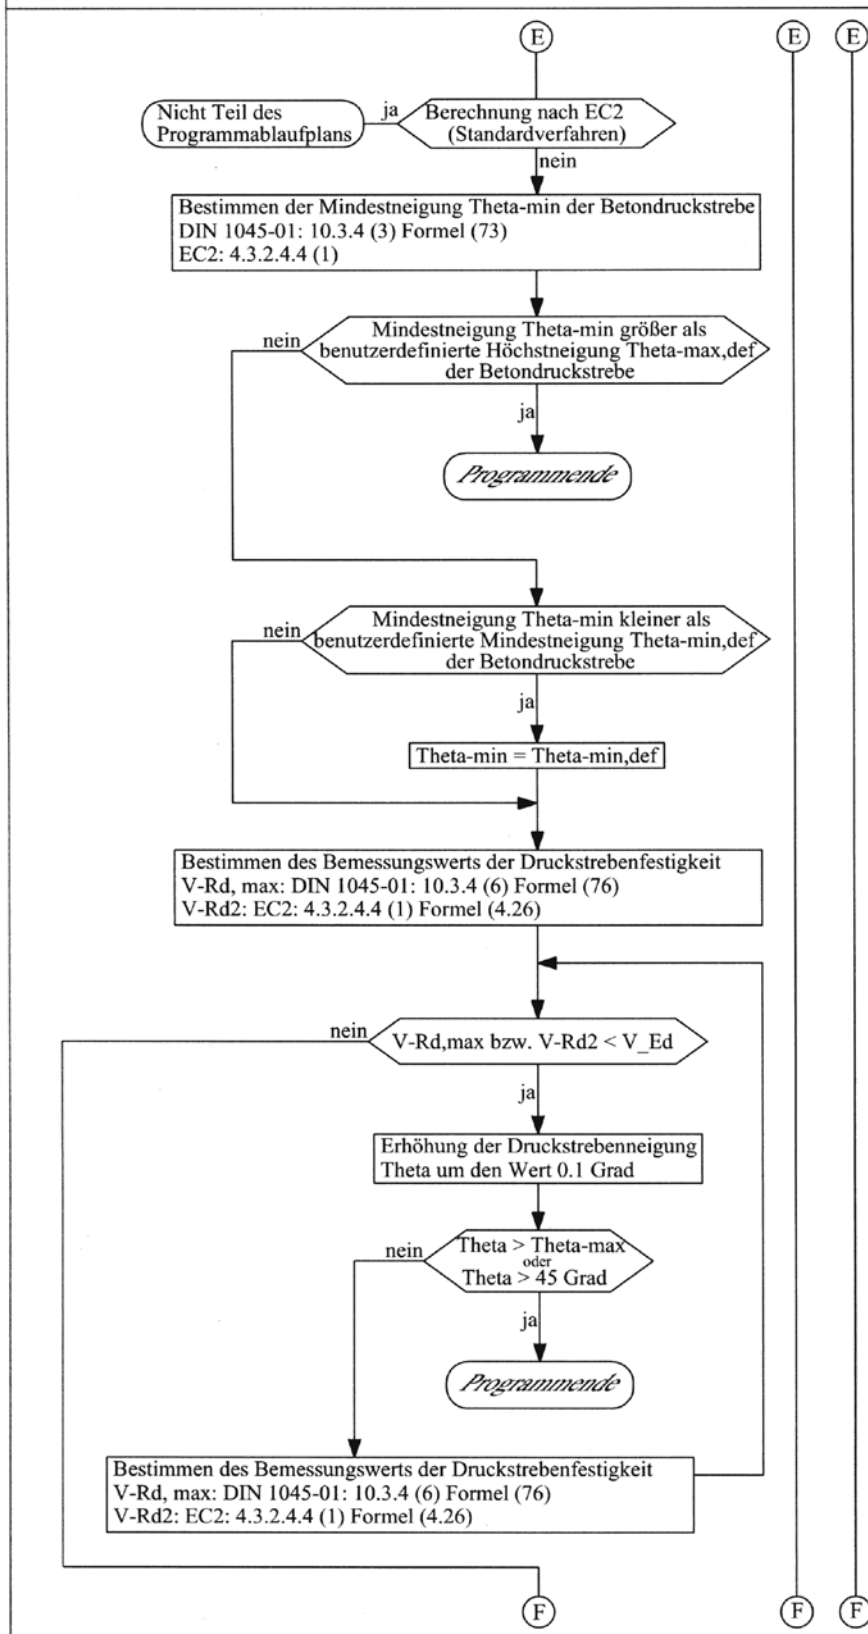 E E E
Nicht Teil des
Programmablaufplans
ja
Berechnung nach EC2
(Standardverfahren)
nein
Bestimmen der Mindestneigung Theta-min der Betondruckstrebe
DIN 1045-01: 10.3.4 (3) Formel (73)
EC2: 4.3.2.4.4 (1)
nein
Mindestneigung Theta-min größer als
benutzerdefinierte Höchstneigung Theta-max,def
der Betondruckstrebe
ja
Programmende
nein
Mindestneigung Theta-min kleiner als
benutzerdefinierte Mindestneigung Theta-min,def
der Betondruckstrebe
ja
Theta-min = Theta-min,def
Bestimmen des Bemessungswerts der Druckstrebenfestigkeit
V-Rd, max: DIN 1045-01: 10.3.4 (6) Formel (76)
V-Rd2: EC2: 4.3.2.4.4 (1) Formel (4.26)
nein
V-Rd,max bzw. V-Rd2 < V_Ed
ja
Erhöhung der Druckstrebenneigung
Theta um den Wert 0.1 Grad
nein
Theta > Theta-max
oder
Theta > 45 Grad
ja
Programmende
Bestimmen des Bemessungswerts der Druckstrebenfestigkeit
V-Rd, max: DIN 1045-01: 10.3.4 (6) Formel (76)
V-Rd2: EC2: 4.3.2.4.4 (1) Formel (4.26)
F F F